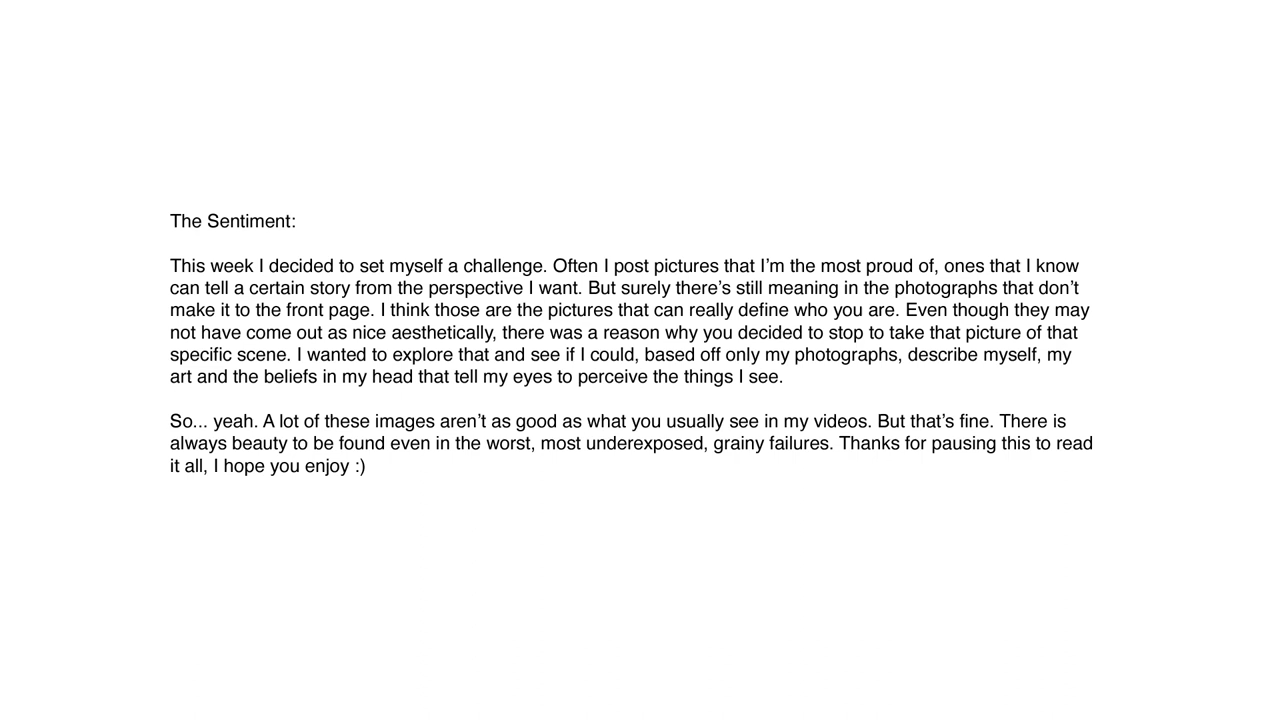 The Sentiment:
This week I decided to set myself a challenge. Often I post pictures that I’m the most proud of, ones that I know
can tell a certain story from the perspective I want. But surely there’s still meaning in the photographs that don’t
make it to the front page. I think those are the pictures that can really define who you are. Even though they may
not have come out as nice aesthetically, there was a reason why you decided to stop to take that picture of that
specific scene. I wanted to explore that and see if I could, based off only my photographs, describe myself, my
art and the beliefs in my head that tell my eyes to perceive the things I see.
So... yeah. A lot of these images aren’t as good as what you usually see in my videos. But that’s fine. There is
always beauty to be found even in the worst, most underexposed, grainy failures. Thanks for pausing this to read
it all, I hope you enjoy :)